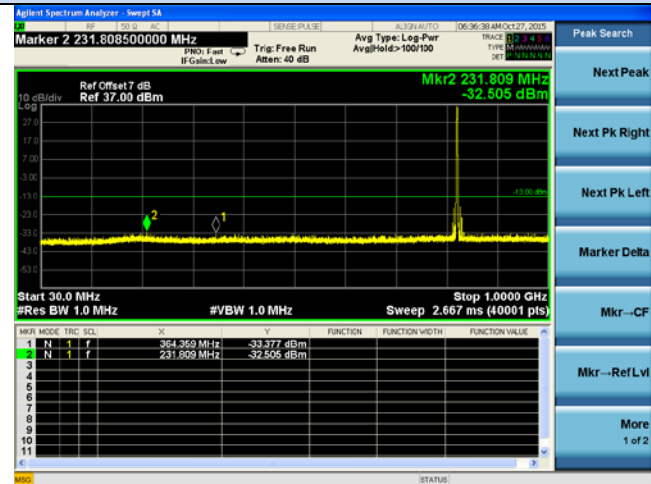 Agilent Spectrum Analyzer - Swept SA
RF 50 Ω AC SENSE:PULSE ALIGN AUTO 06:36:38 AM Oct 27, 2015
Marker 2 231.808500000 MHz
PNO: Fast
IFGain:Low
Trig: Free Run
Atten: 40 dB
Avg Type: Log-Pwr
Avg|Hold:>100/100
TRACE 1 2 3 4 5 6
TYPE M
DET P N N N N N
Ref Offset 7 dB
10 dB/div Ref 37.00 dBm
Log
Mkr2 231.809 MHz
-32.505 dBm
27.0
17.0
7.00
-3.00
-13.0
-23.0
-33.0
-43.0
-53.0
-13.00 dBm
2
1
Start 30.0 MHz Stop 1.0000 GHz
#Res BW 1.0 MHz #VBW 1.0 MHz Sweep 2.667 ms (40001 pts)
MKR MODE TRC SCL X Y FUNCTION FUNCTION WIDTH FUNCTION VALUE
1 N 1 f 364.359 MHz -33.377 dBm
2 N 1 f 231.809 MHz -32.505 dBm
3
4
5
6
7
8
9
10
11
MSG STATUS
Peak Search
Next Peak
Next Pk Right
Next Pk Left
Marker Delta
Mkr→CF
Mkr→Ref Lvl
More
1 of 2